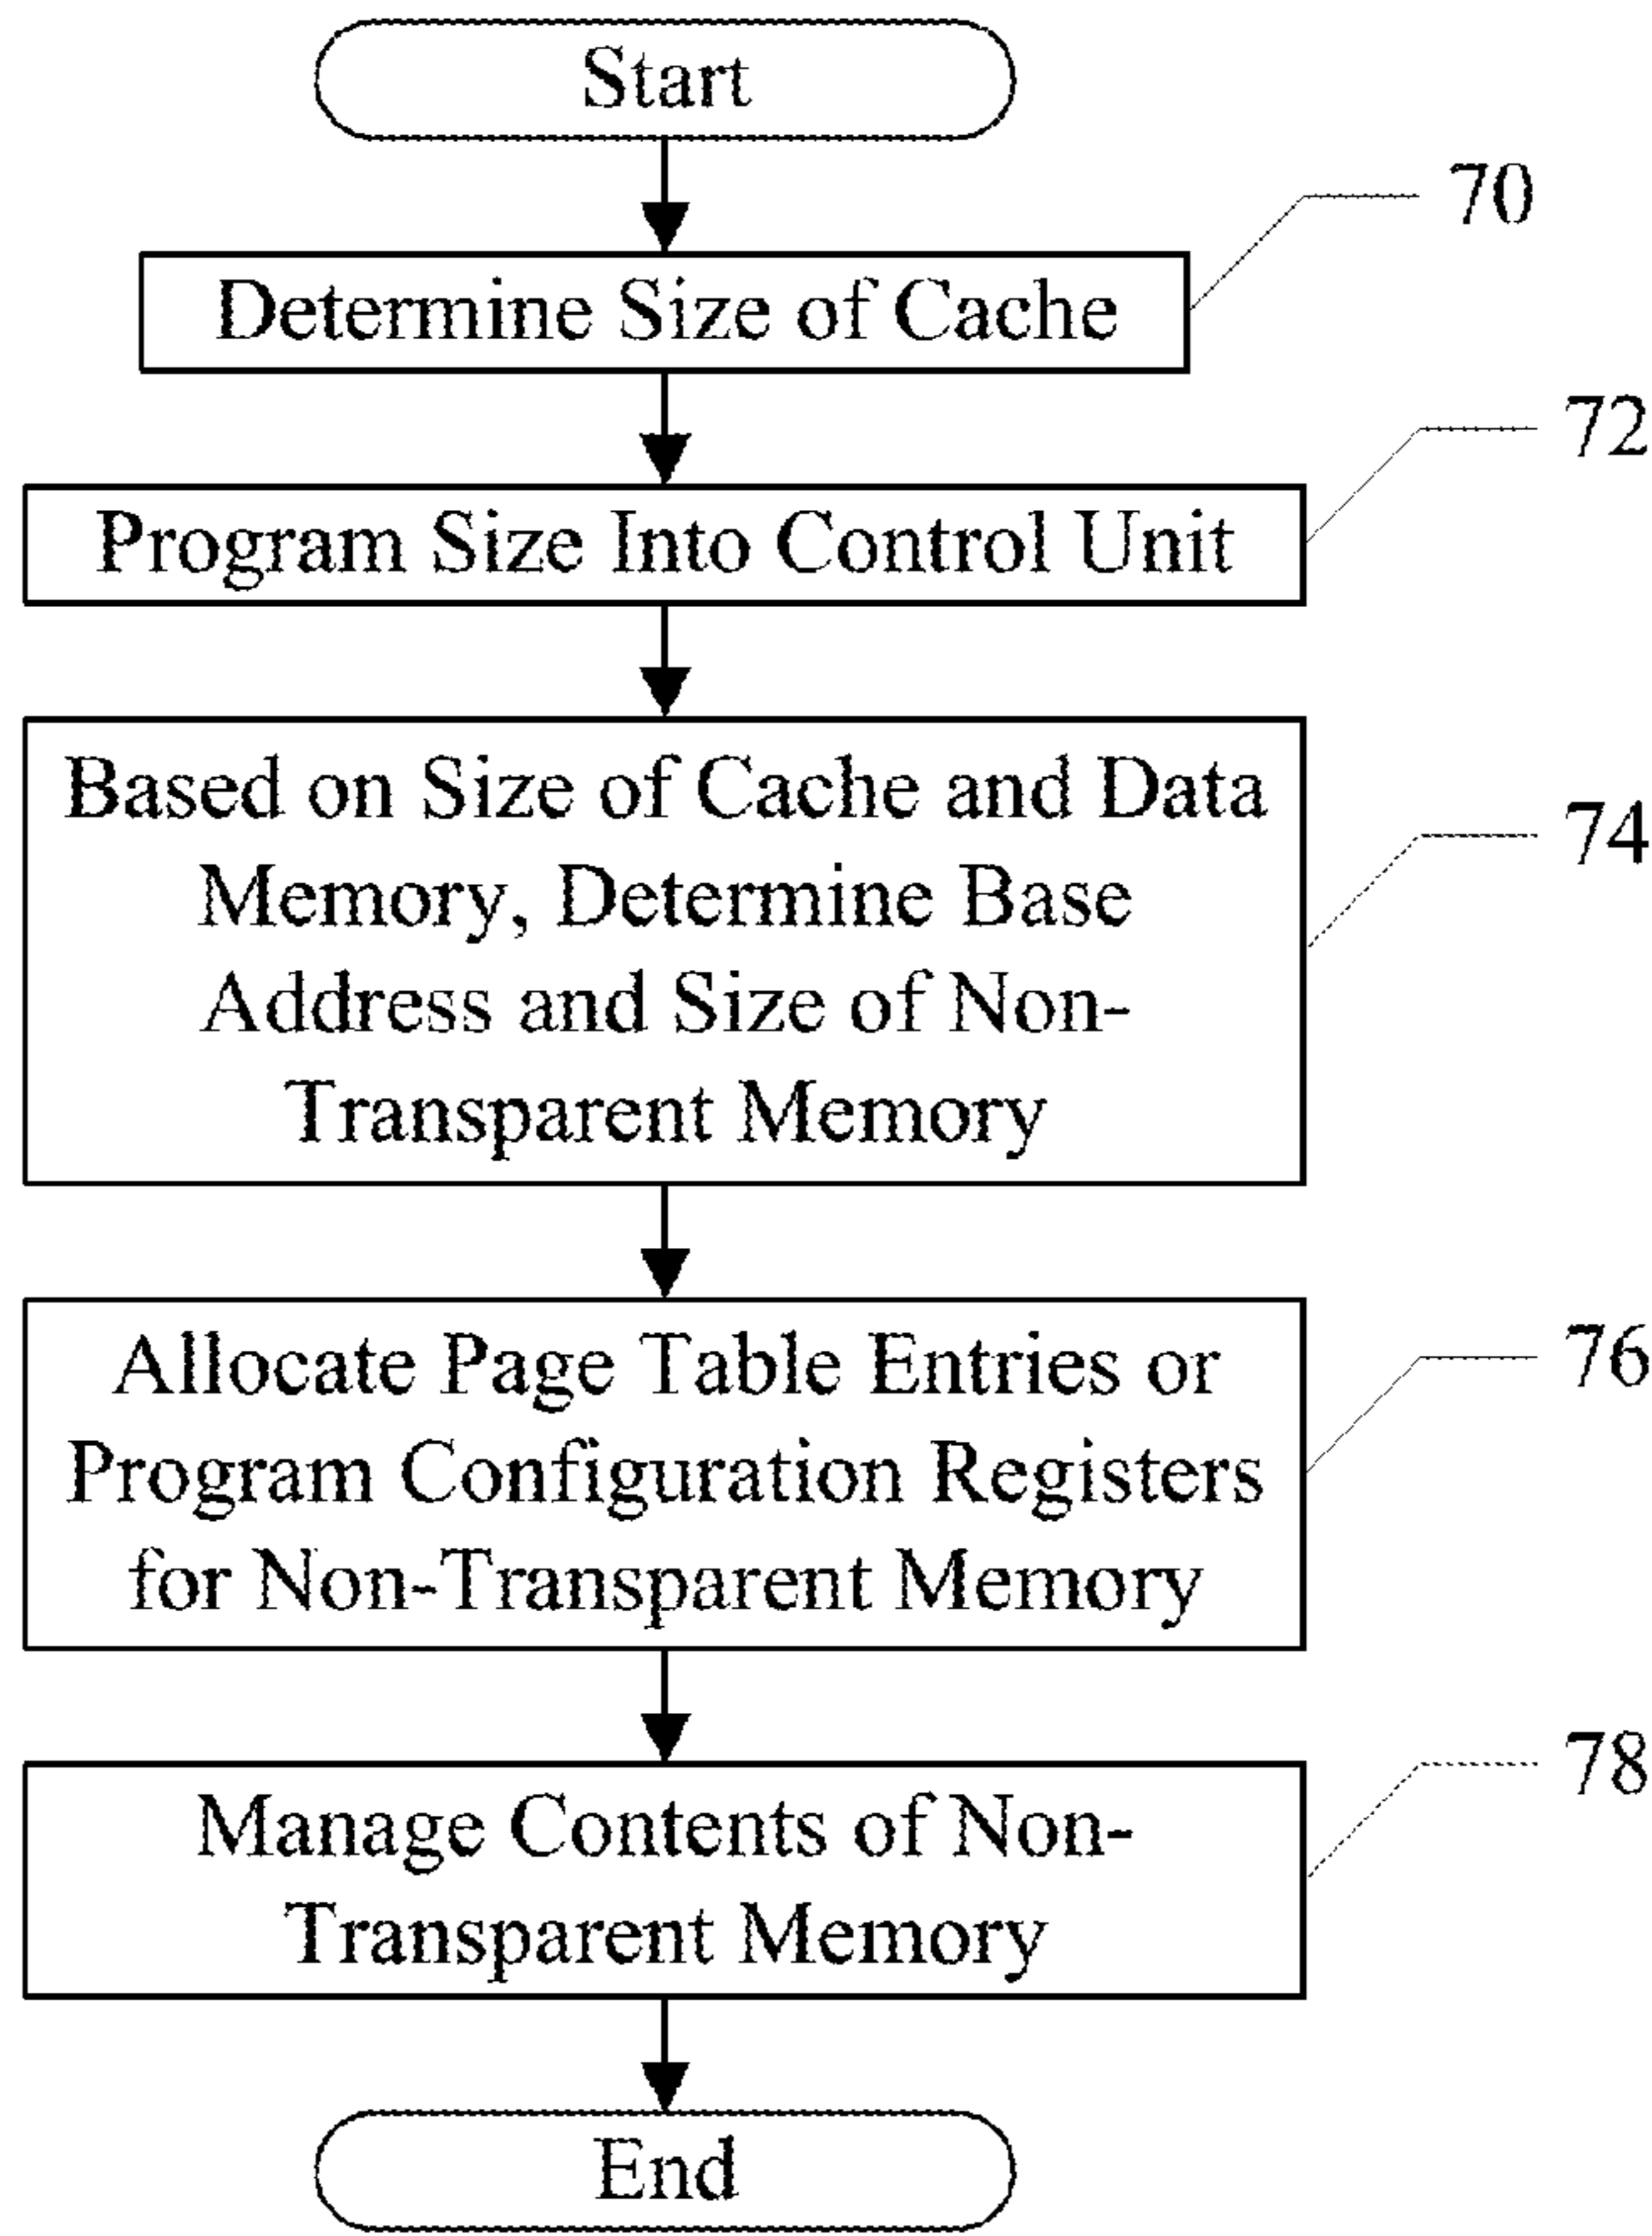 Start
70
Determine Size of Cache
72
Program Size Into Control Unit
Based on Size of Cache and Data
74
Memory, Determine Base
Address and Size of Non-
Transparent Memory
76
Allocate Page Table Entries or
Program Configuration Registers
for Non-Transparent Memory
78
Manage Contents of Non-
Transparent Memory
End